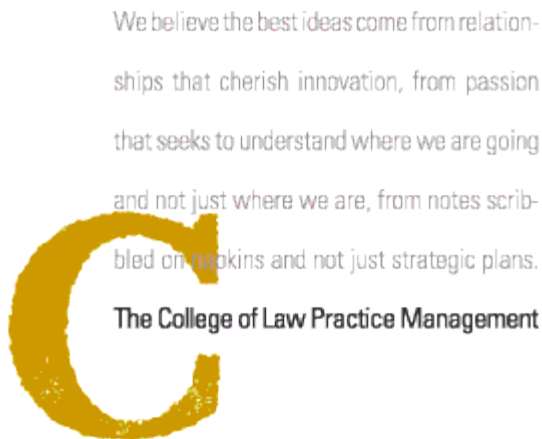 We believe the best ideas come from relation-
ships that cherish innovation, from passion
that seeks to understand where we are going
and not just where we are, from notes scrib-
bled on napkins and not just strategic plans.
The College of Law Practice Management
C